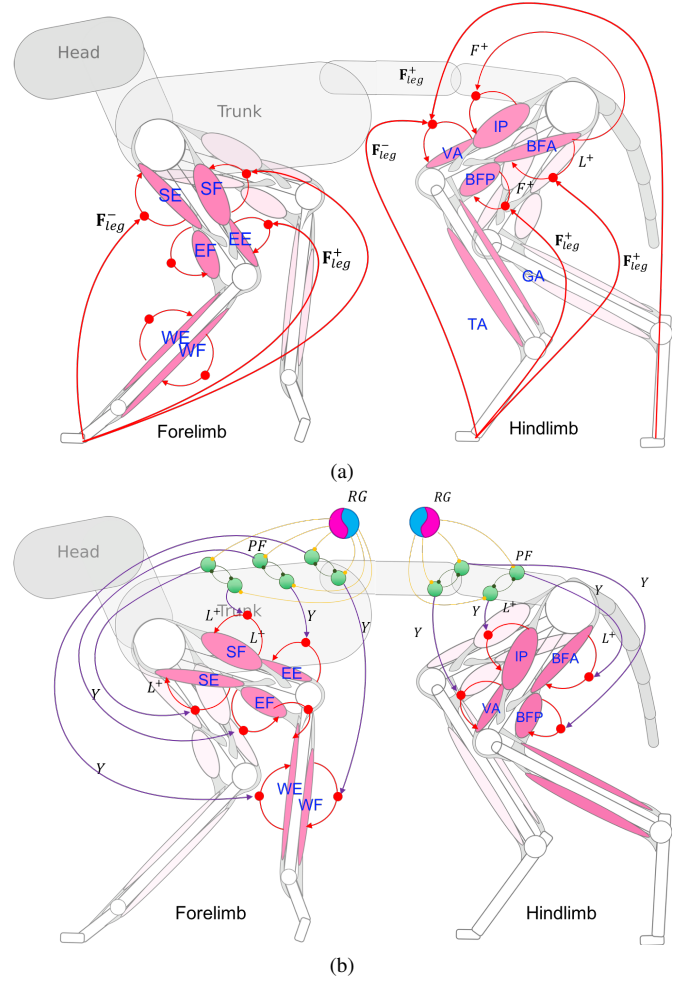 Head
Trunk
F⁺leg
F⁺
IP
VA
BFA
L⁺
F⁻leg
BFP
F⁺
SE
SF
F⁻leg
EF
EE
F⁺leg
F⁺leg
F⁺leg
GA
WE
WF
TA
Forelimb
Hindlimb
(a)
RG
RG
Head
PF
PF
Y
Y
L⁺
Trunk
Y
Y
Y
L⁺
Y
SF
L⁺
IP
BFA
L⁺
EE
L⁺
SE
Y
EF
VA
BFP
Y
WE
WF
Forelimb
Hindlimb
(b)